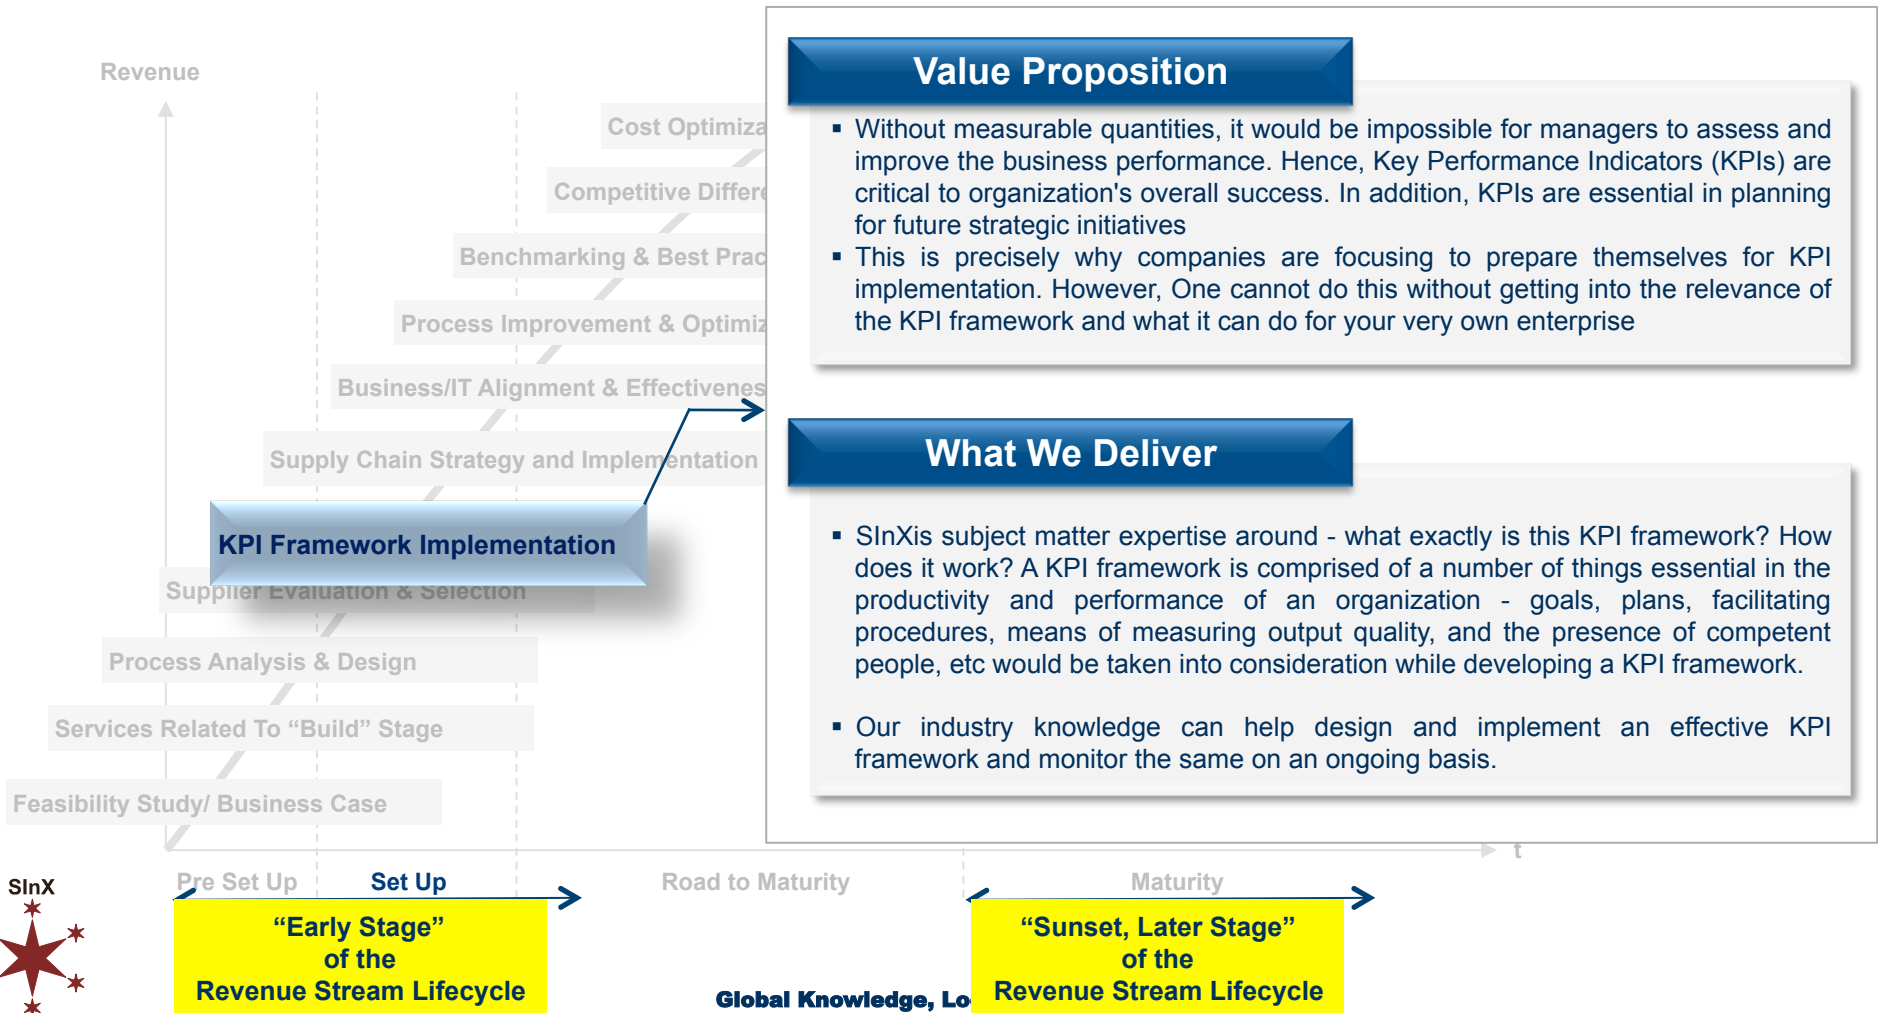 Revenue
Cost Optimiza
Competitive Differe
Benchmarking & Best Prac
Process Improvement & Optimiz
Business/IT Alignment & Effectivenes
Supply Chain Strategy and Implementation
KPI Framework Implementation
Supplier Evaluation & Selection
Process Analysis & Design
Services Related To “Build” Stage
Feasibility Study/ Business Case
Value Proposition
▪ Without measurable quantities, it would be impossible for managers to assess and
improve the business performance. Hence, Key Performance Indicators (KPIs) are
critical to organization's overall success. In addition, KPIs are essential in planning
for future strategic initiatives
▪ This is precisely why companies are focusing to prepare themselves for KPI
implementation. However, One cannot do this without getting into the relevance of
the KPI framework and what it can do for your very own enterprise
What We Deliver
▪ SInXis subject matter expertise around - what exactly is this KPI framework? How
does it work? A KPI framework is comprised of a number of things essential in the
productivity and performance of an organization - goals, plans, facilitating
procedures, means of measuring output quality, and the presence of competent
people, etc would be taken into consideration while developing a KPI framework.
▪ Our industry knowledge can help design and implement an effective KPI
framework and monitor the same on an ongoing basis.
t
Pre Set Up
Set Up
Road to Maturity
Maturity
SInX
“Early Stage”
of the
Revenue Stream Lifecycle
“Sunset, Later Stage”
of the
Revenue Stream Lifecycle
Global Knowledge, Lo